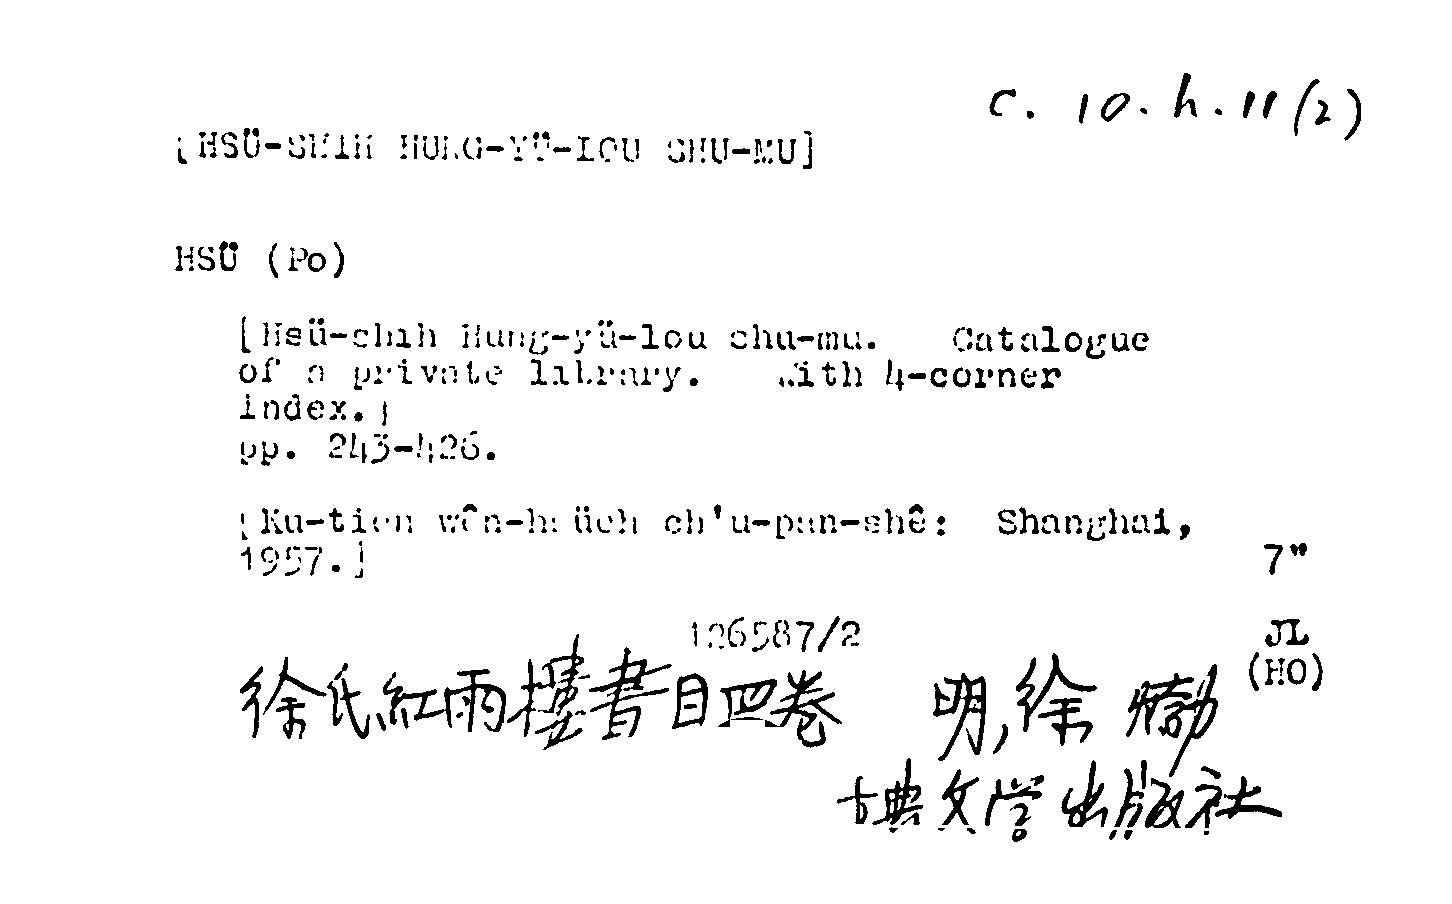 C. 10. h. 11 (2)
[HSÜ-SHIH HUNG-YÜ-LOU SHU-MU]
HSÜ (Po)
[Hsü-shih Hung-yü-lou shu-mu. Catalogue
of a private library. With 4-corner
index.]
pp. 243-426.
[Ku-tien wên-hsüeh ch'u-pan-shê: Shanghai,
1957.]
7"
126587/2
JL
(HO)
徐氏紅雨樓書目四卷 明,徐𤊹
古典文学出版社